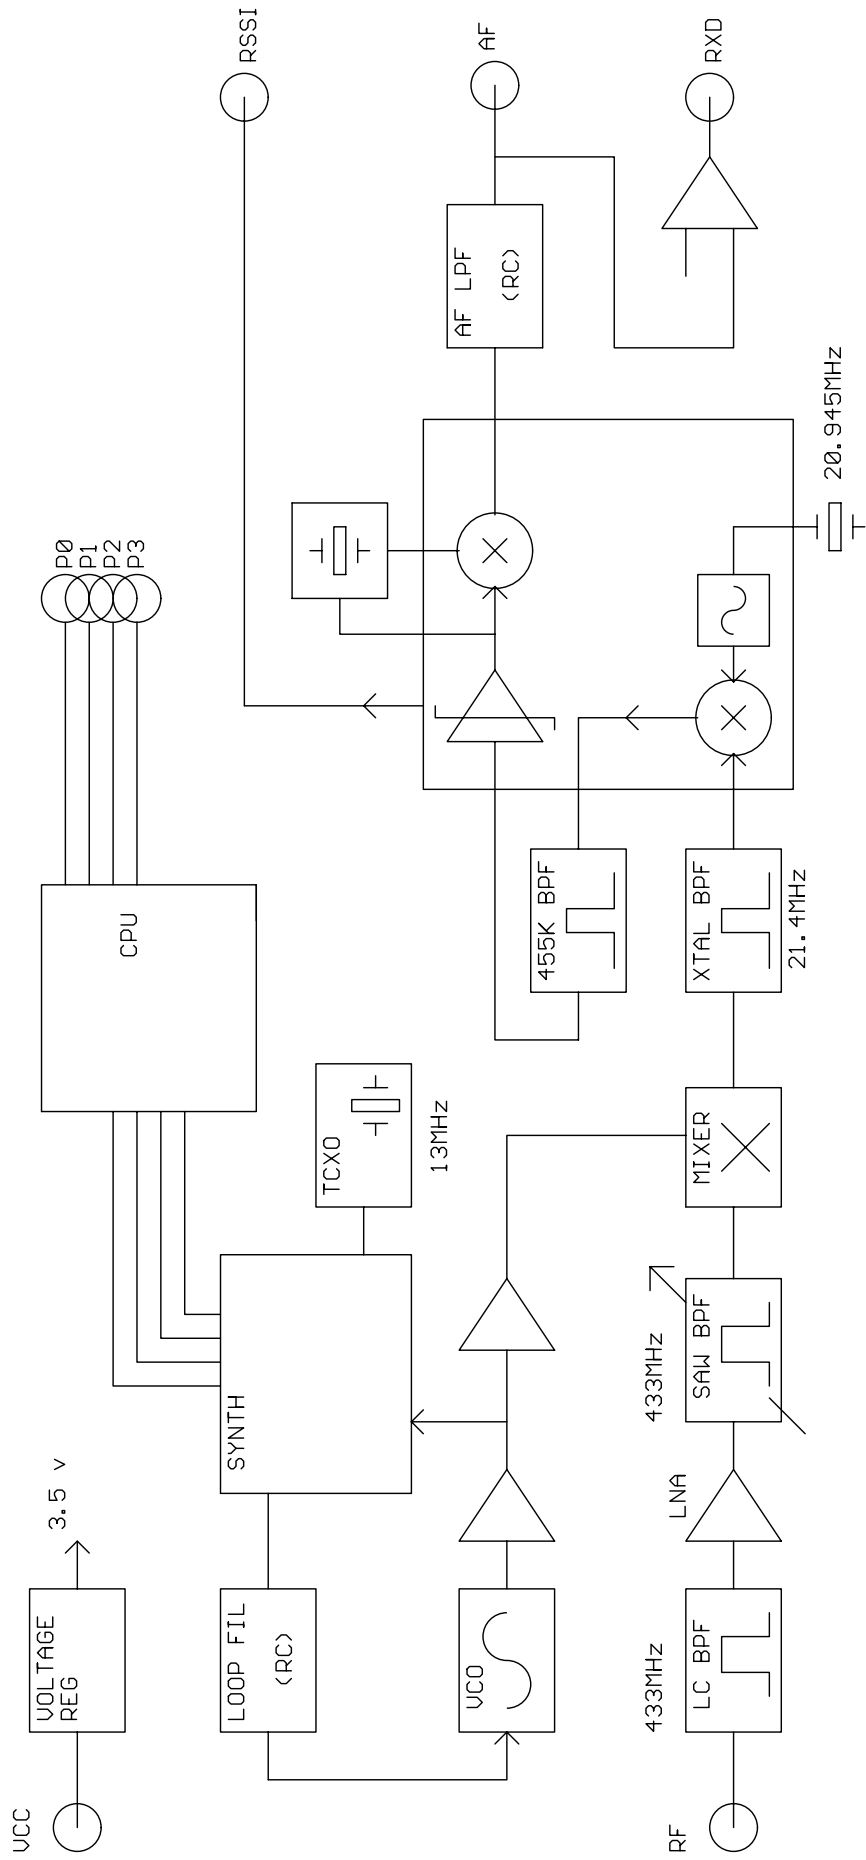 VCC
VOLTAGE
REG
3.5 v
P0
P1
P2
P3
CPU
RSSI
LOOP FIL
(RC)
SYNTH
TCXO
13MHz
VCO
AF LPF
(RC)
AF
455K BPF
RF
433MHz
LC BPF
LNA
433MHz
SAW BPF
MIXER
XTAL BPF
21.4MHz
20.945MHz
RXD